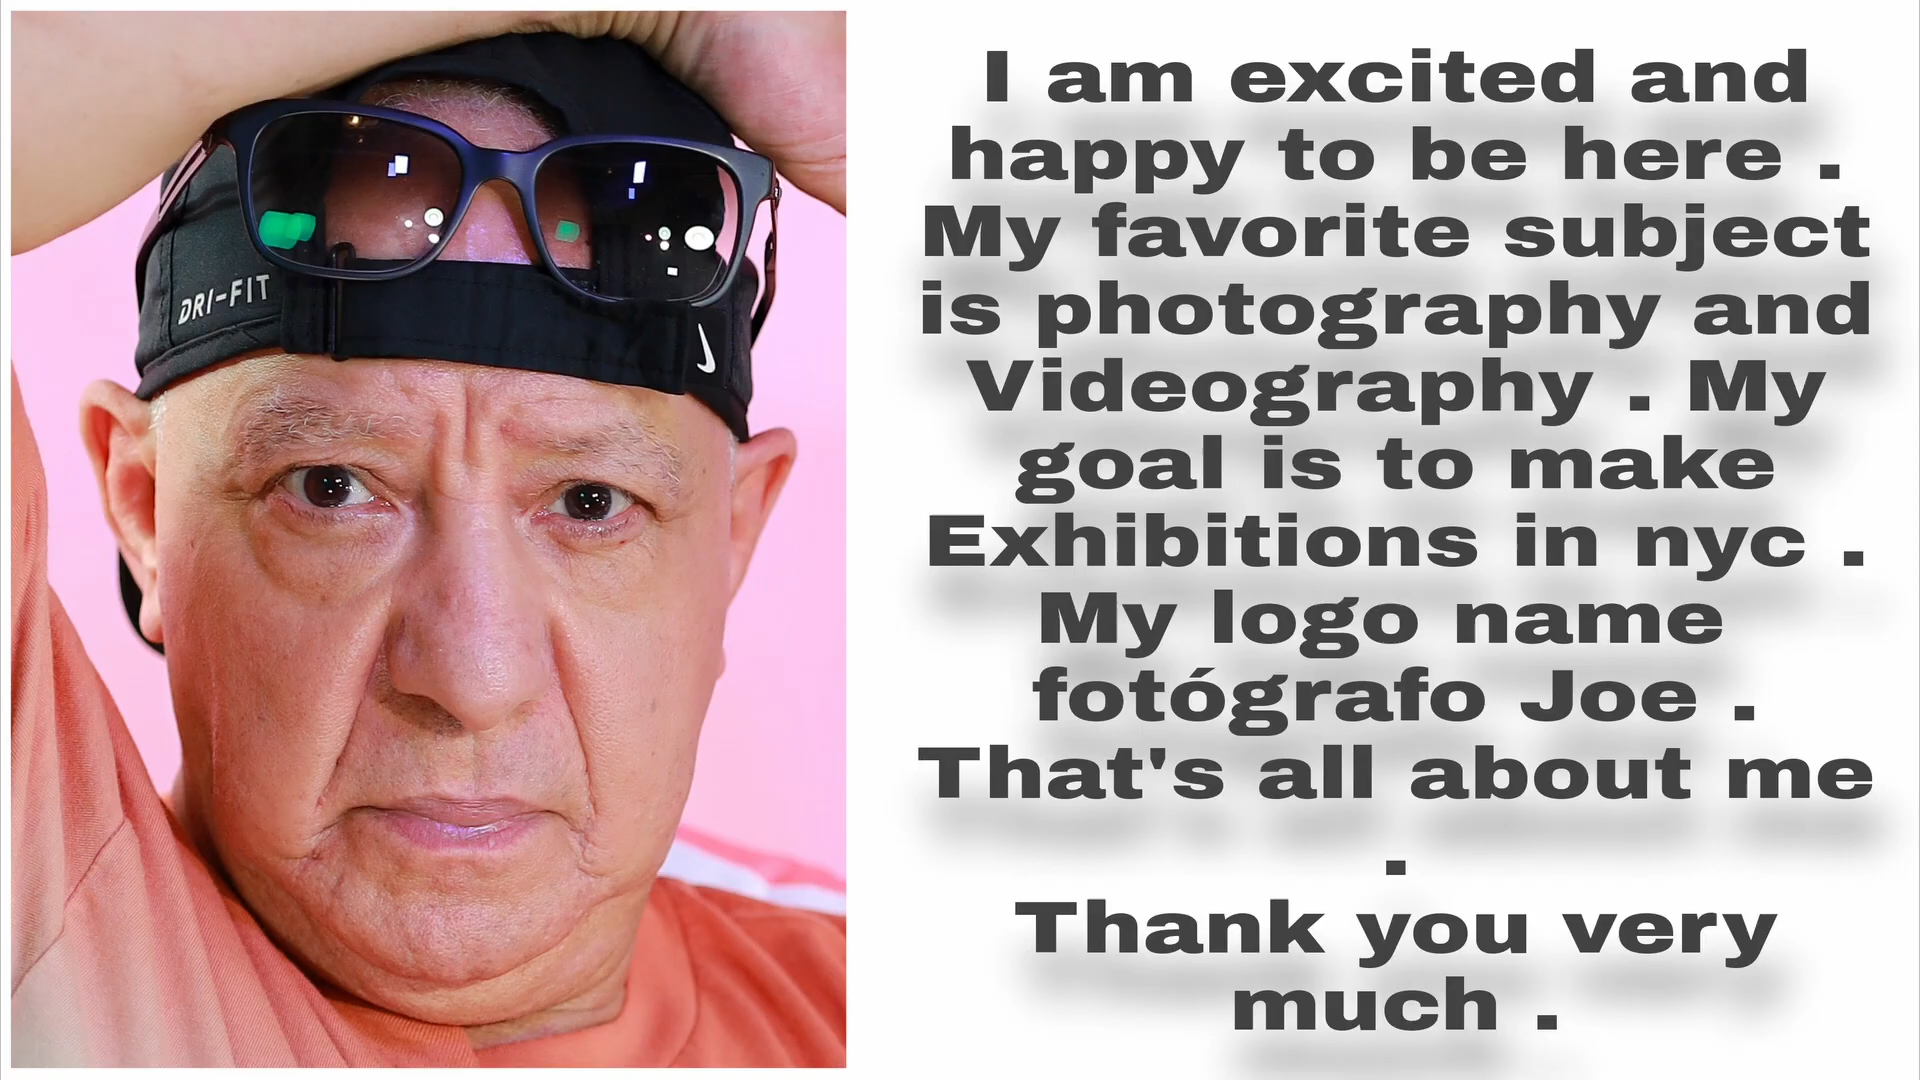 DRI-FIT
I am excited and
happy to be here .
My favorite subject
is photography and
Videography . My
goal is to make
Exhibitions in nyc .
My logo name
fotógrafo Joe .
That's all about me
.
Thank you very
much .